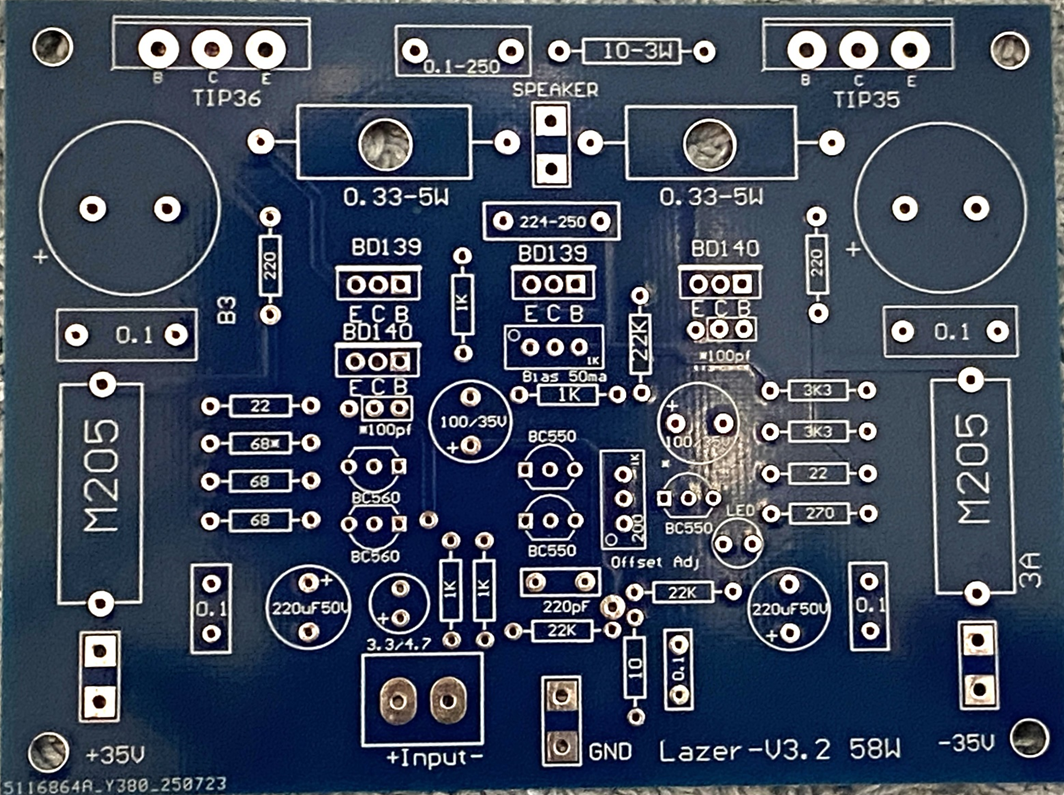 B C E
TIP36
0.1-250
10-3W
SPEAKER
B C E
TIP35
0.33-5W
0.33-5W
224-250
+
220
B3
BD139
1K
BD139
BD140
220
+
0.1
E C B
E C B
E C B
0.1
BD140
1K
22K
*100pf
Bias 50ma
E C B
*100pf
1K
3K3
22
100/35V
+
+
100/35V
3K3
M205
68*
BC550
1K
*
22
M205
68
BC560
200
BC550
270
68
BC560
BC550
LED
Offset Adj
3A
0.1
220uF50V
+
+
1K
1K
220pF
22K
220uF50V
+
0.1
3.3/4.7
22K
10
0.1
+35V
+Input-
GND
Lazer-V3.2 58W
-35V
5116864A_Y380_250723